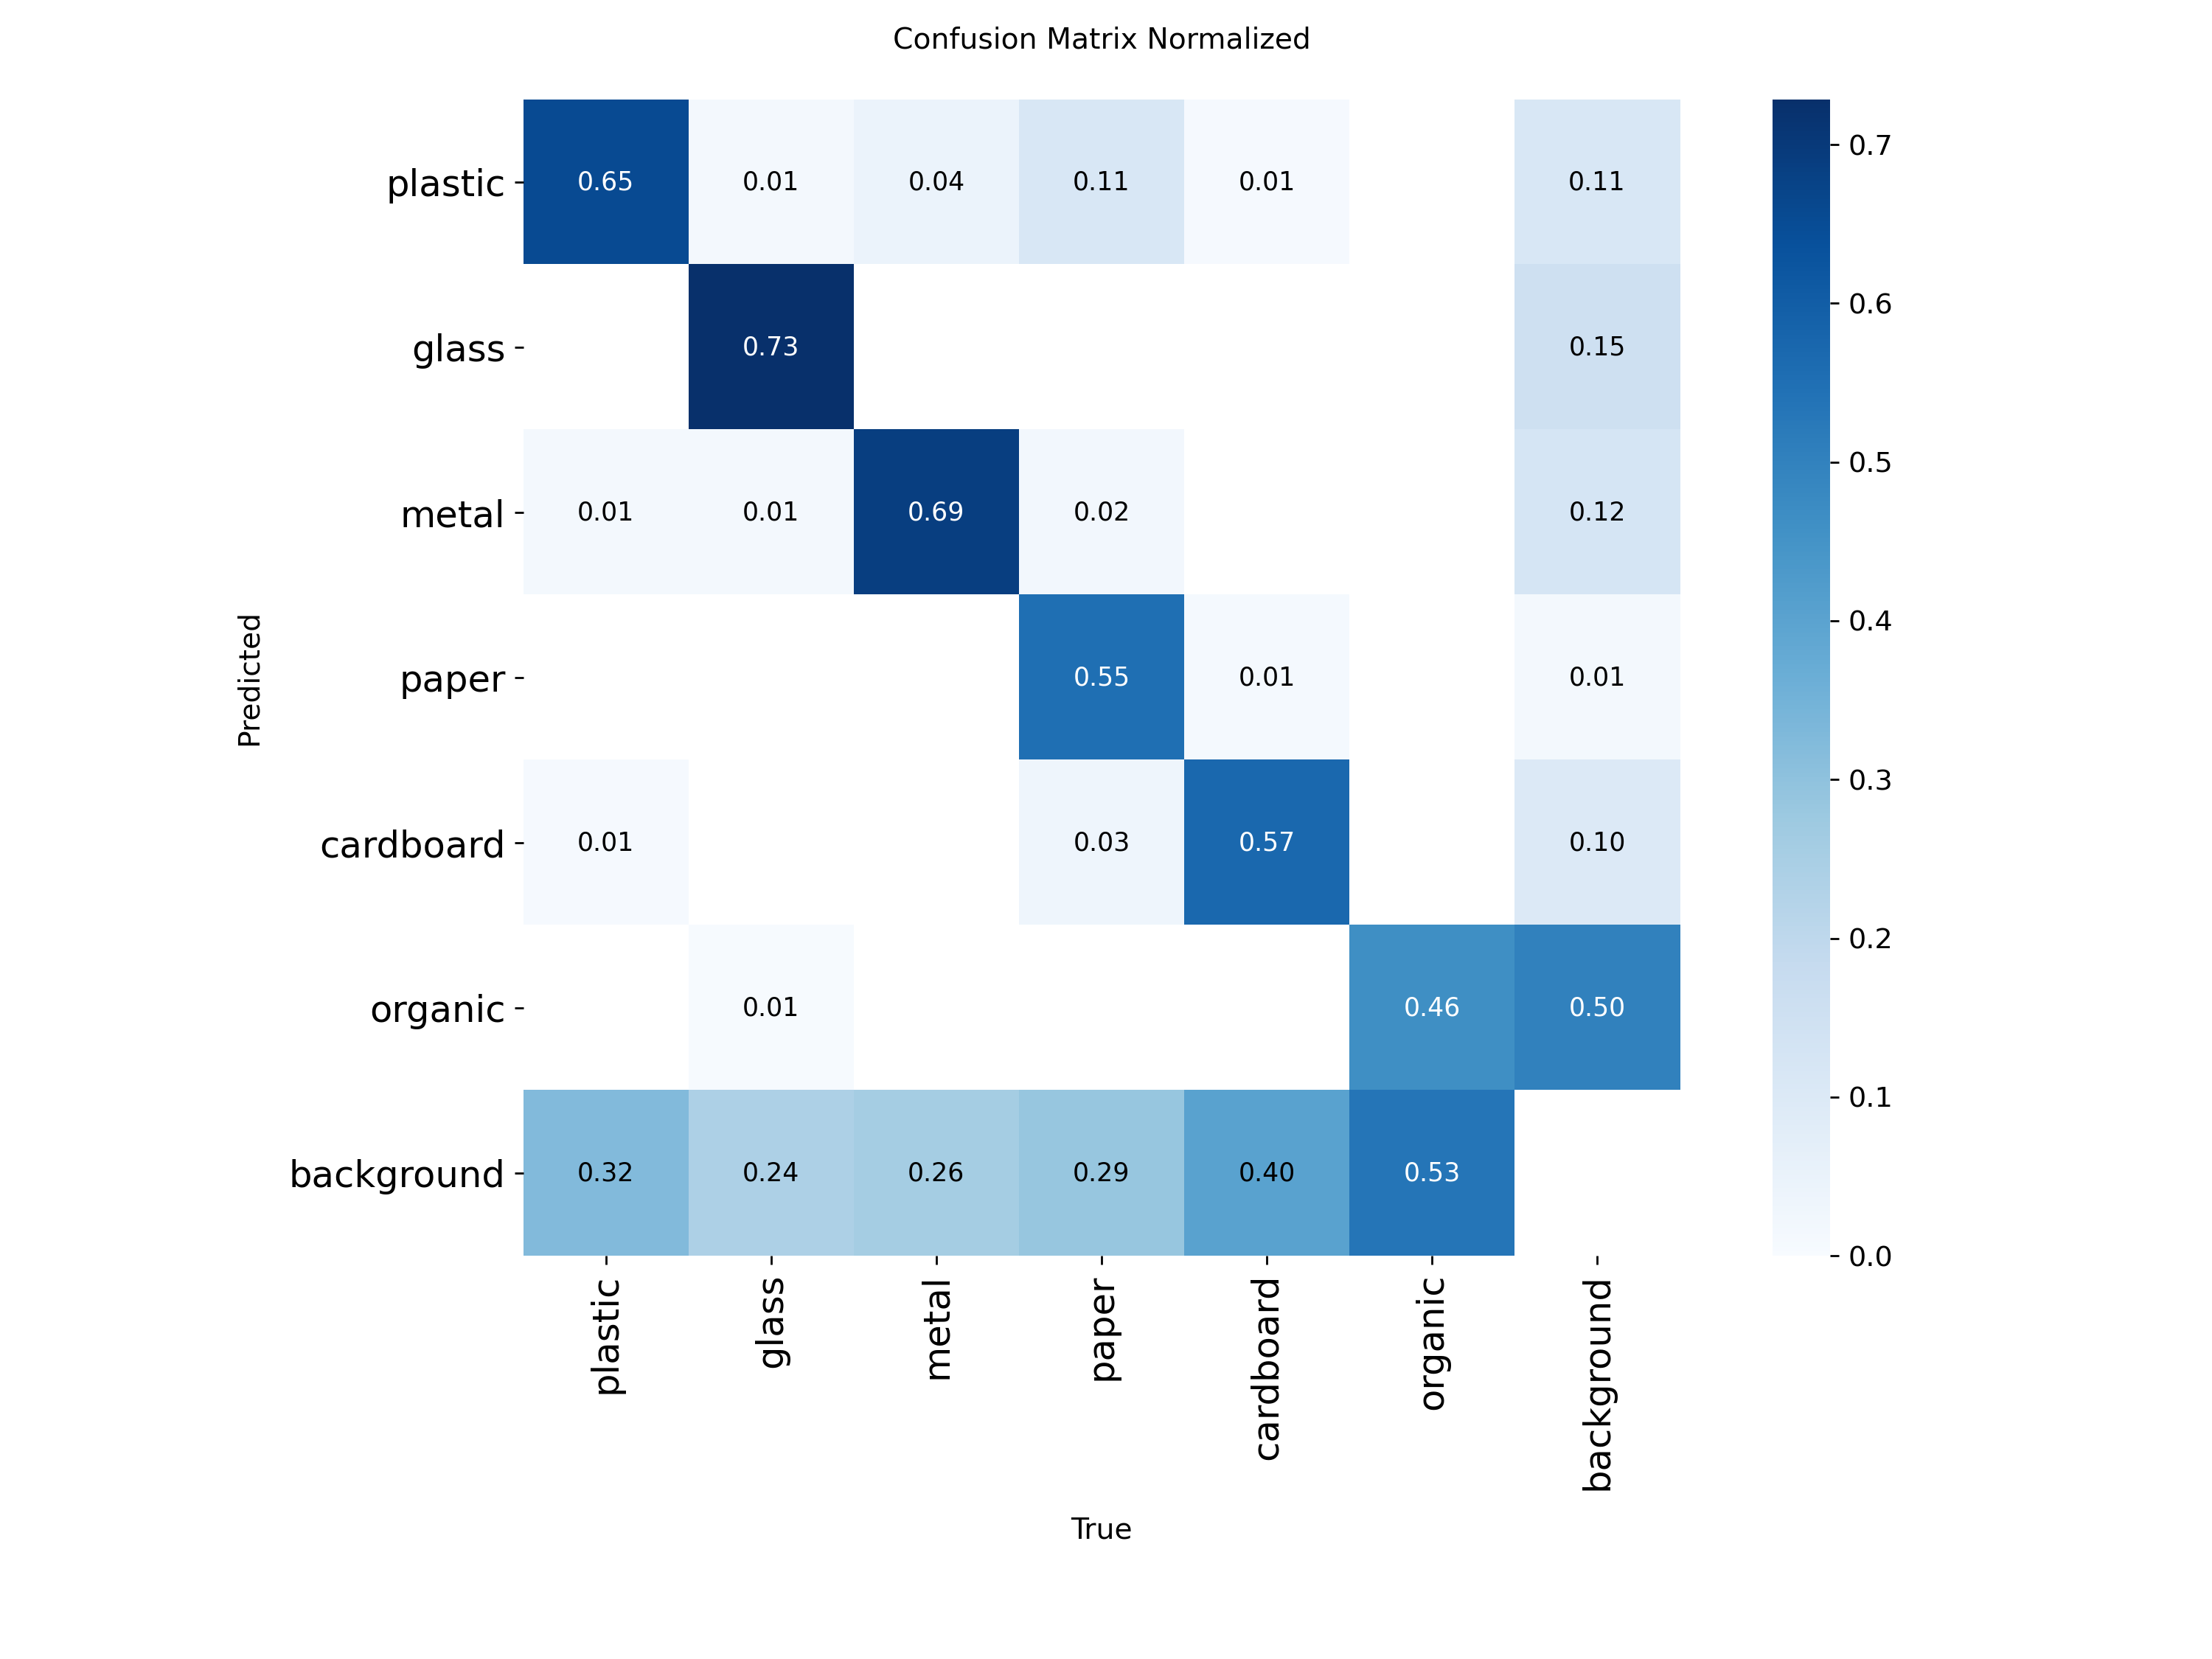 Confusion Matrix Normalized
plastic 0.65 0.01 0.04 0.11 0.01 0.11
glass 0.73 0.15
metal 0.01 0.01 0.69 0.02 0.12
paper 0.55 0.01 0.01
cardboard 0.01 0.03 0.57 0.10
organic 0.01 0.46 0.50
background 0.32 0.24 0.26 0.29 0.40 0.53
Predicted
plastic glass metal paper cardboard organic background
True
0.7
0.6
0.5
0.4
0.3
0.2
0.1
0.0